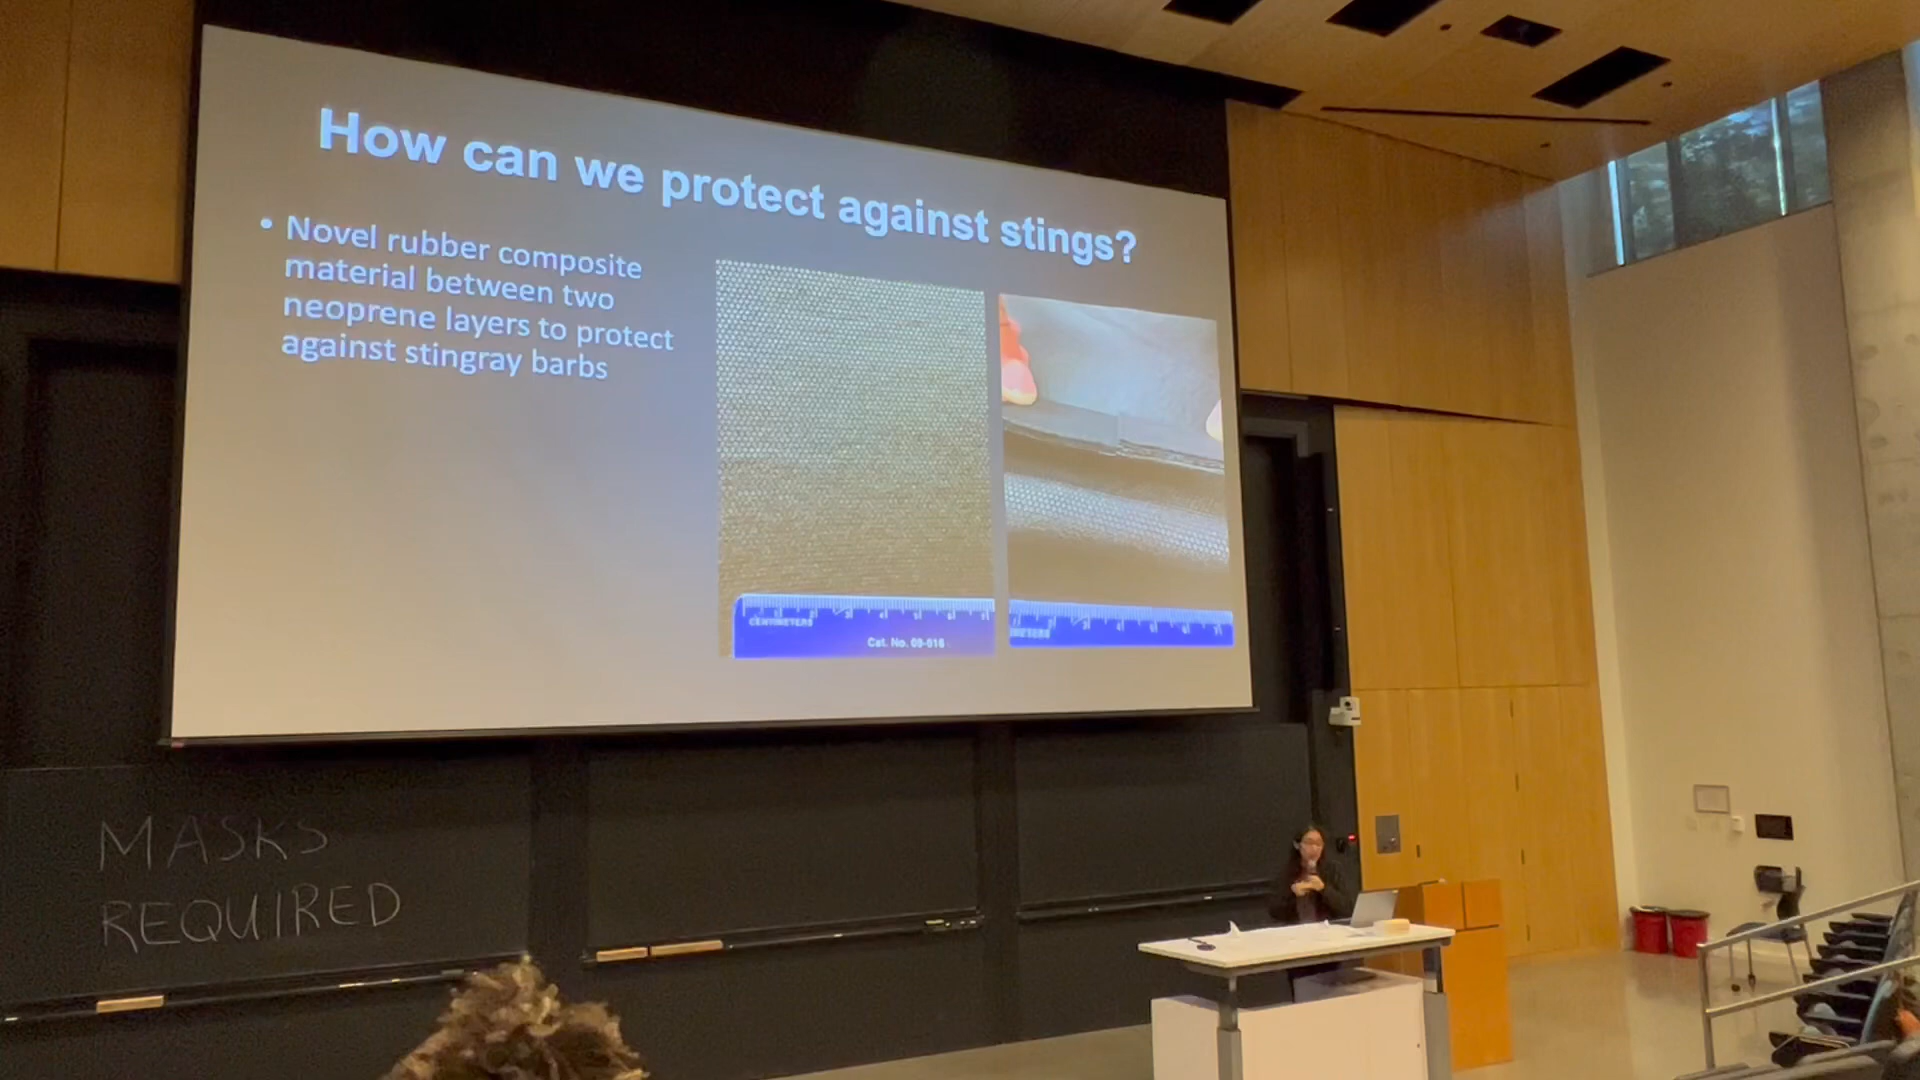 How can we protect against stings?
• Novel rubber composite
material between two
neoprene layers to protect
against stingray barbs
CENTIMETERS
Cat. No. 09-016
METERS
MASKS
REQUIRED